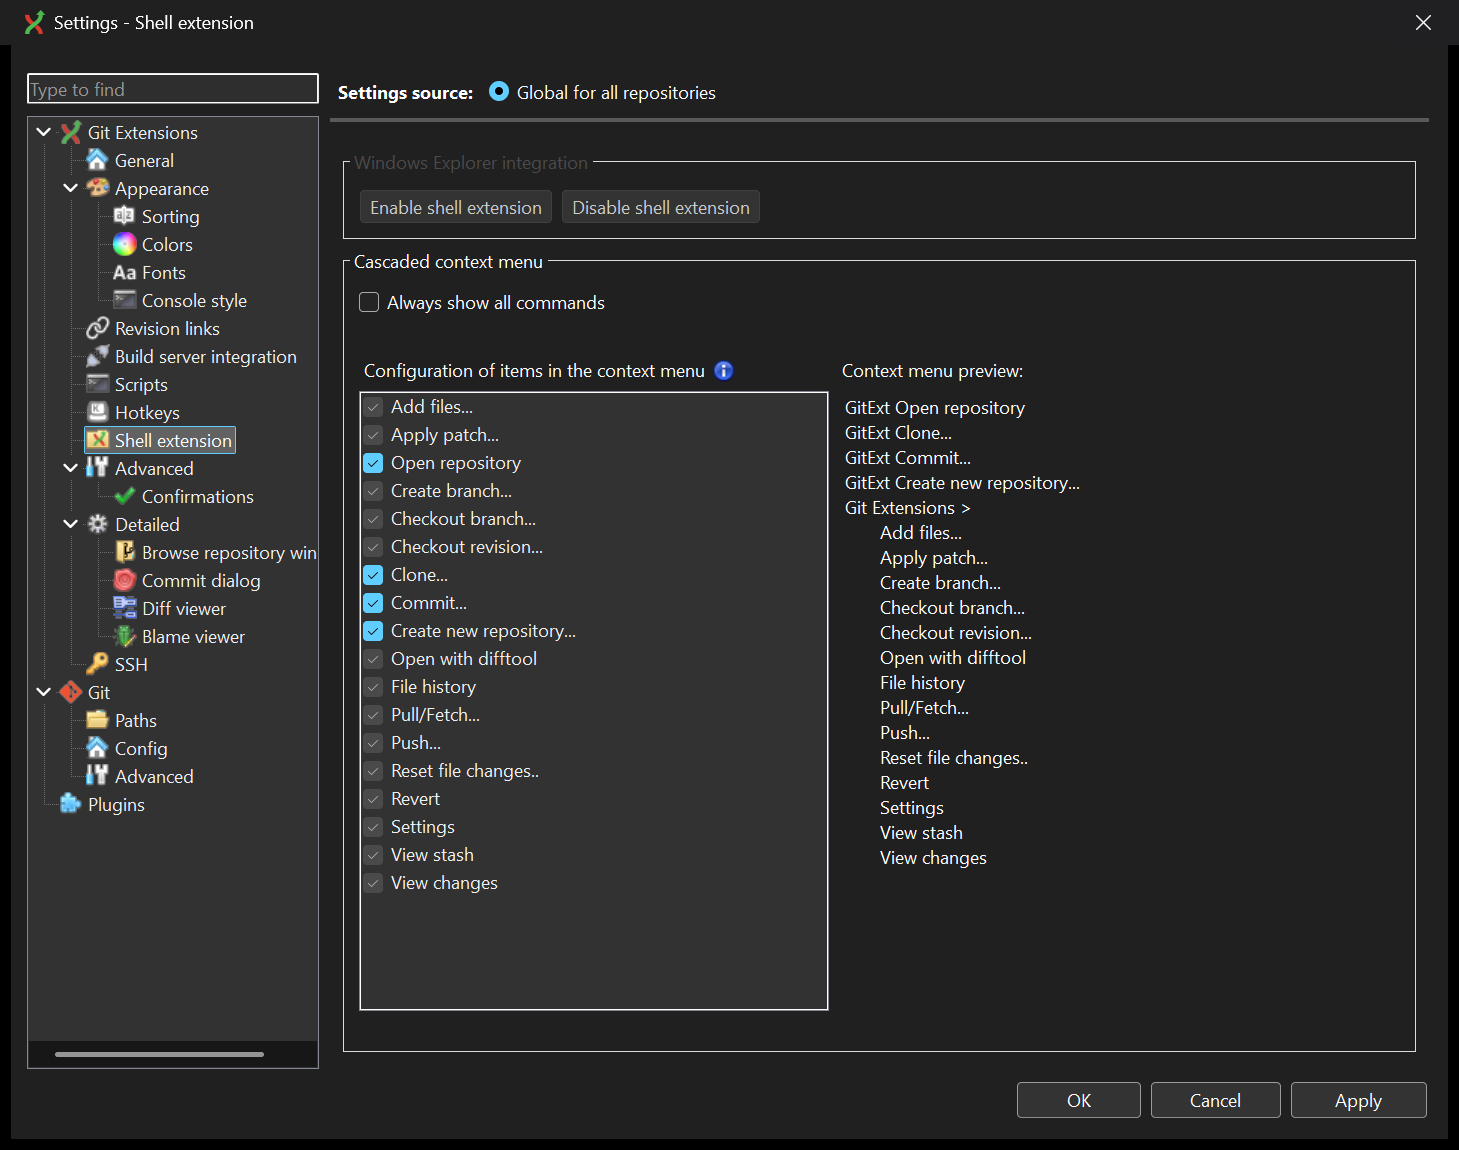 Settings - Shell extension
Type to find
Git Extensions
General
Appearance
Sorting
Colors
Aa Fonts
Console style
Revision links
Build server integration
Scripts
Hotkeys
Shell extension
Advanced
Confirmations
Detailed
Browse repository win
Commit dialog
Diff viewer
Blame viewer
SSH
Git
Paths
Config
Advanced
Plugins
Settings source: Global for all repositories
Windows Explorer integration
Enable shell extension Disable shell extension
Cascaded context menu
Always show all commands
Configuration of items in the context menu
Add files...
Apply patch...
Open repository
Create branch...
Checkout branch...
Checkout revision...
Clone...
Commit...
Create new repository...
Open with difftool
File history
Pull/Fetch...
Push...
Reset file changes..
Revert
Settings
View stash
View changes
Context menu preview:
GitExt Open repository
GitExt Clone...
GitExt Commit...
GitExt Create new repository...
Git Extensions >
Add files...
Apply patch...
Create branch...
Checkout branch...
Checkout revision...
Open with difftool
File history
Pull/Fetch...
Push...
Reset file changes..
Revert
Settings
View stash
View changes
OK Cancel Apply